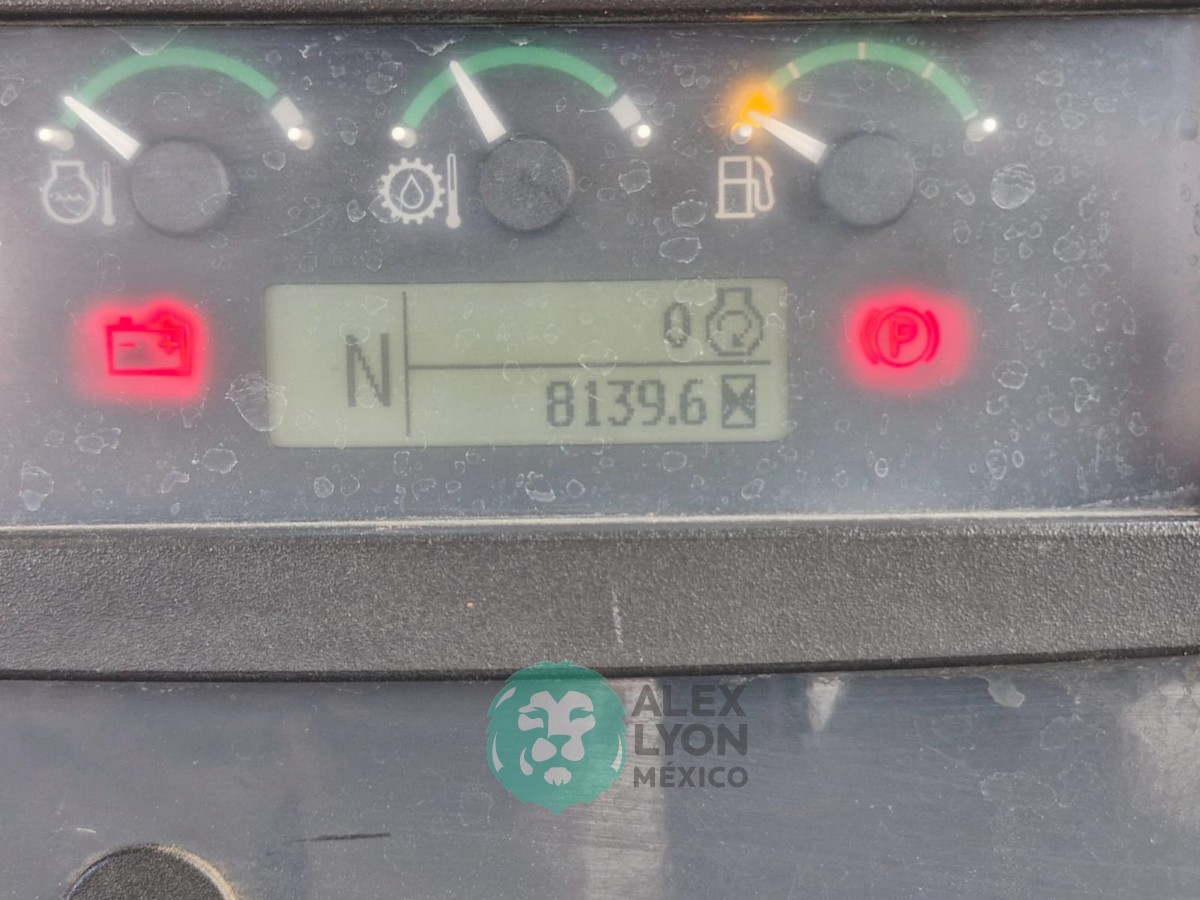 N
0
8139.6
P
ALEX
LYON
MÉXICO